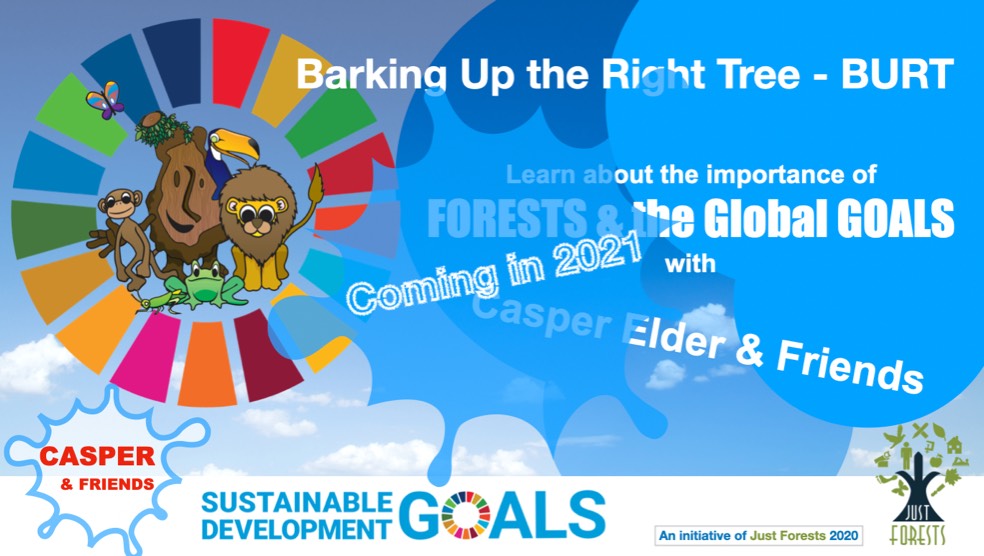 Barking Up the Right Tree - BURT
Learn about the importance of
FORESTS & the Global GOALS
with
Coming in 2021
Casper Elder & Friends
CASPER
& FRIENDS
SUSTAINABLE
DEVELOPMENT
GOALS
An initiative of Just Forests 2020
JUST
FORESTS